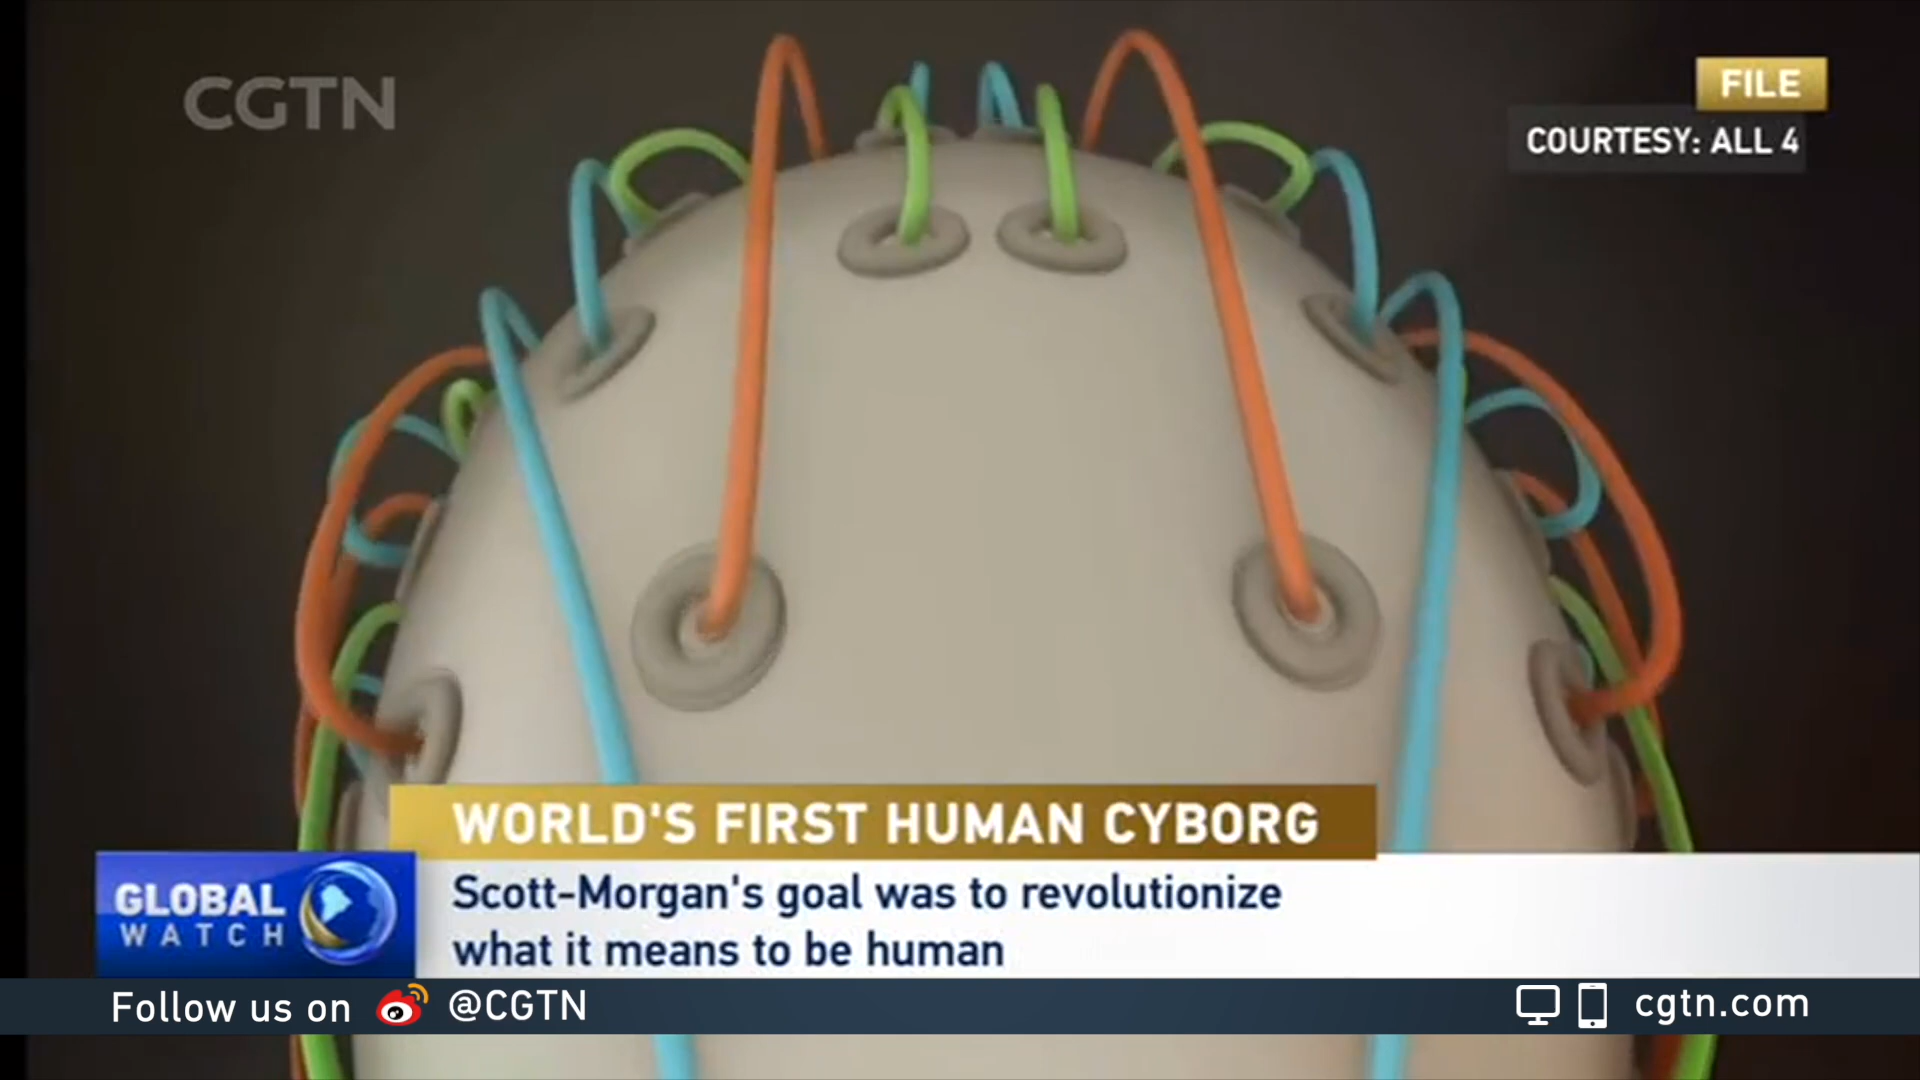 CGTN
FILE
COURTESY: ALL 4
WORLD'S FIRST HUMAN CYBORG
GLOBAL
WATCH
Scott-Morgan's goal was to revolutionize
what it means to be human
Follow us on @CGTN
cgtn.com